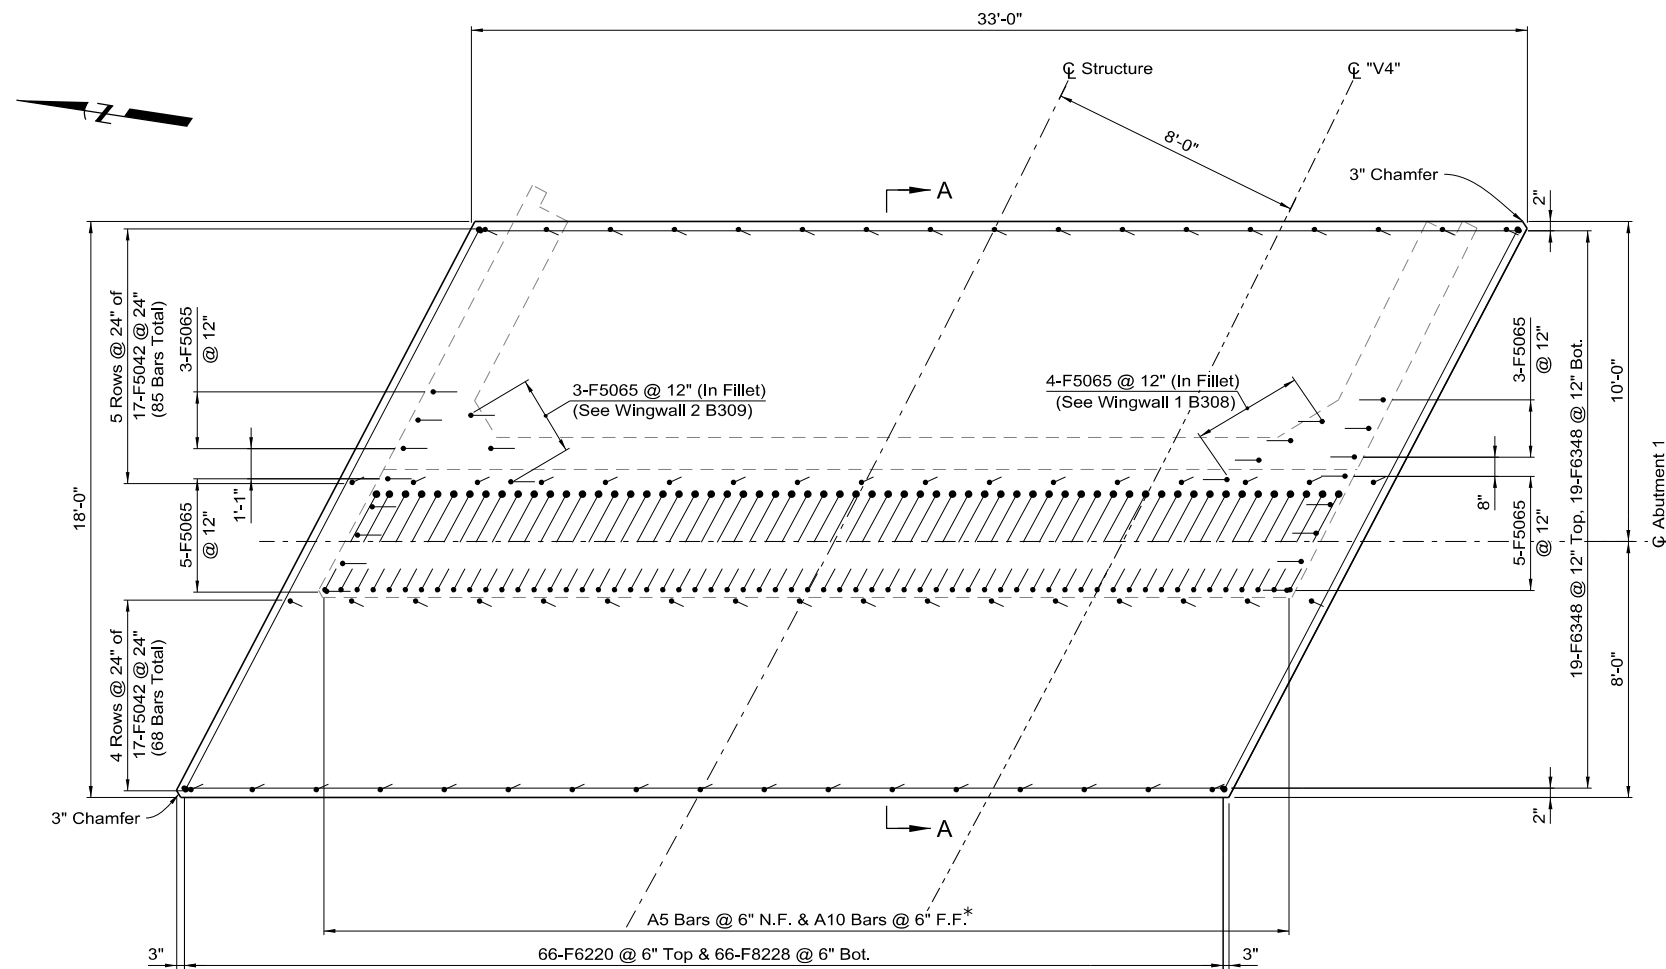 33'-0"
℄ Structure
℄ "V4"
8'-0"
N
A
3" Chamfer
2"
5 Rows @ 24" of
17-F5042 @ 24"
(85 Bars Total)
3-F5065
@ 12"
3-F5065 @ 12" (In Fillet)
(See Wingwall 2 B309)
4-F5065 @ 12" (In Fillet)
(See Wingwall 1 B308)
3-F5065
@ 12"
19-F6348 @ 12" Top, 19-F6348 @ 12" Bot.
10'-0"
18'-0"
1'-1"
5-F5065
@ 12"
8"
5-F5065
@ 12"
℄ Abutment 1
4 Rows @ 24" of
17-F5042 @ 24"
(68 Bars Total)
8'-0"
3" Chamfer
A
2"
A5 Bars @ 6" N.F. & A10 Bars @ 6" F.F.*
3"
66-F6220 @ 6" Top & 66-F8228 @ 6" Bot.
3"